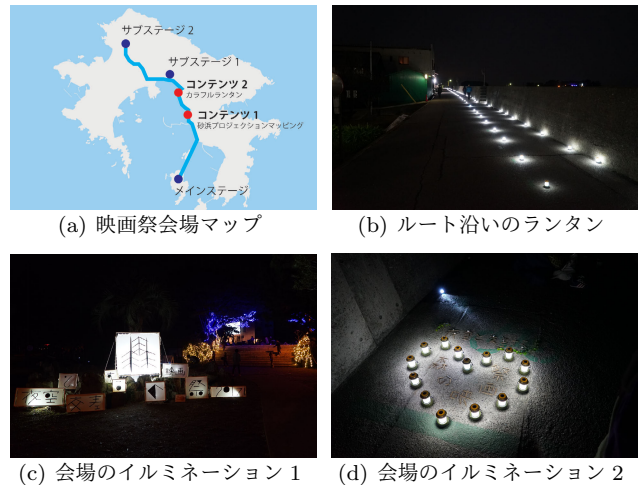 サブステージ 2
サブステージ 1
コンテンツ 2
カラフルランタン
コンテンツ 1
砂浜プロジェクションマッピング
メインステージ
(a) 映画祭会場マップ
(b) ルート沿いのランタン
映画
祭
夜空
(c) 会場のイルミネーション 1
(d) 会場のイルミネーション 2